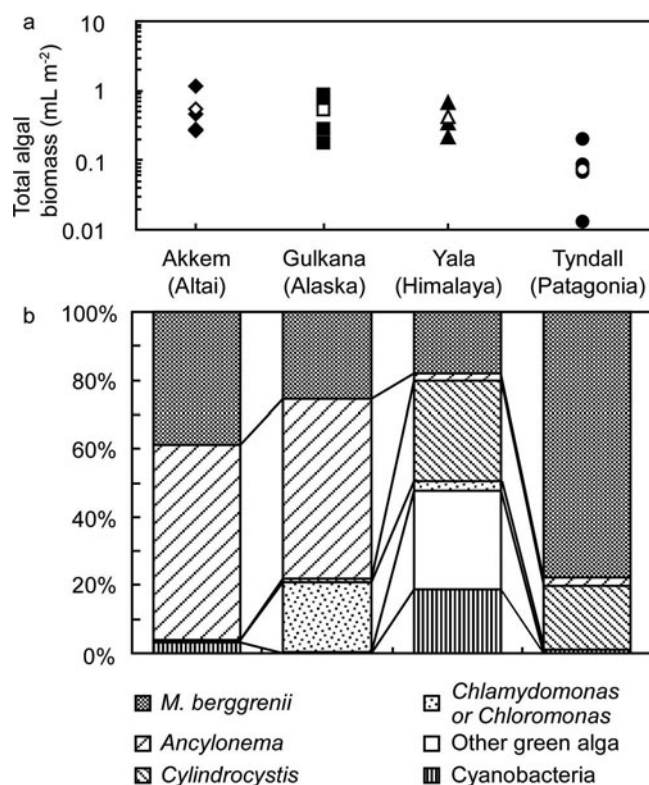 a
Total algal
biomass (mL m⁻²)
10
1
0.1
0.01
Akkem Gulkana Yala Tyndall
(Altai) (Alaska) (Himalaya) (Patagonia)
b
100%
80%
60%
40%
20%
0%
M. berggrenii
Ancylonema
Cylindrocystis
Chlamydomonas
or Chloromonas
Other green alga
Cyanobacteria